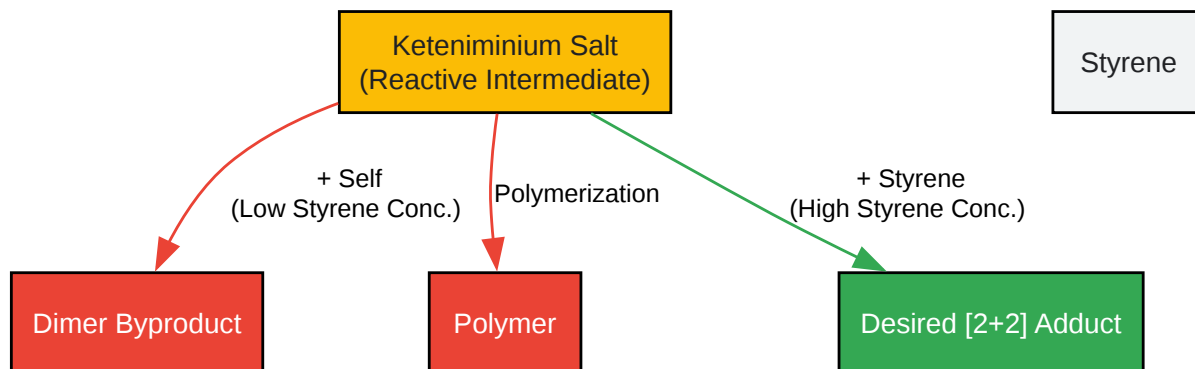 Keteniminium Salt
(Reactive Intermediate)
Styrene
+ Self
(Low Styrene Conc.)
Polymerization
+ Styrene
(High Styrene Conc.)
Dimer Byproduct
Polymer
Desired [2+2] Adduct